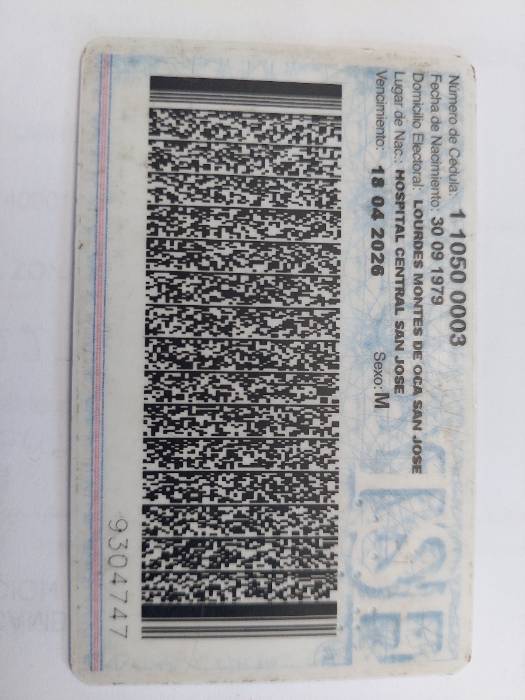 Número de Cédula: 1 1050 0003
Fecha de Nacimiento: 30 09 1979
Domicilio Electoral: LOURDES MONTES DE OCA SAN JOSE
Lugar de Nac.: HOSPITAL CENTRAL SAN JOSE
Vencimiento: 18 04 2026 Sexo: M
9304747